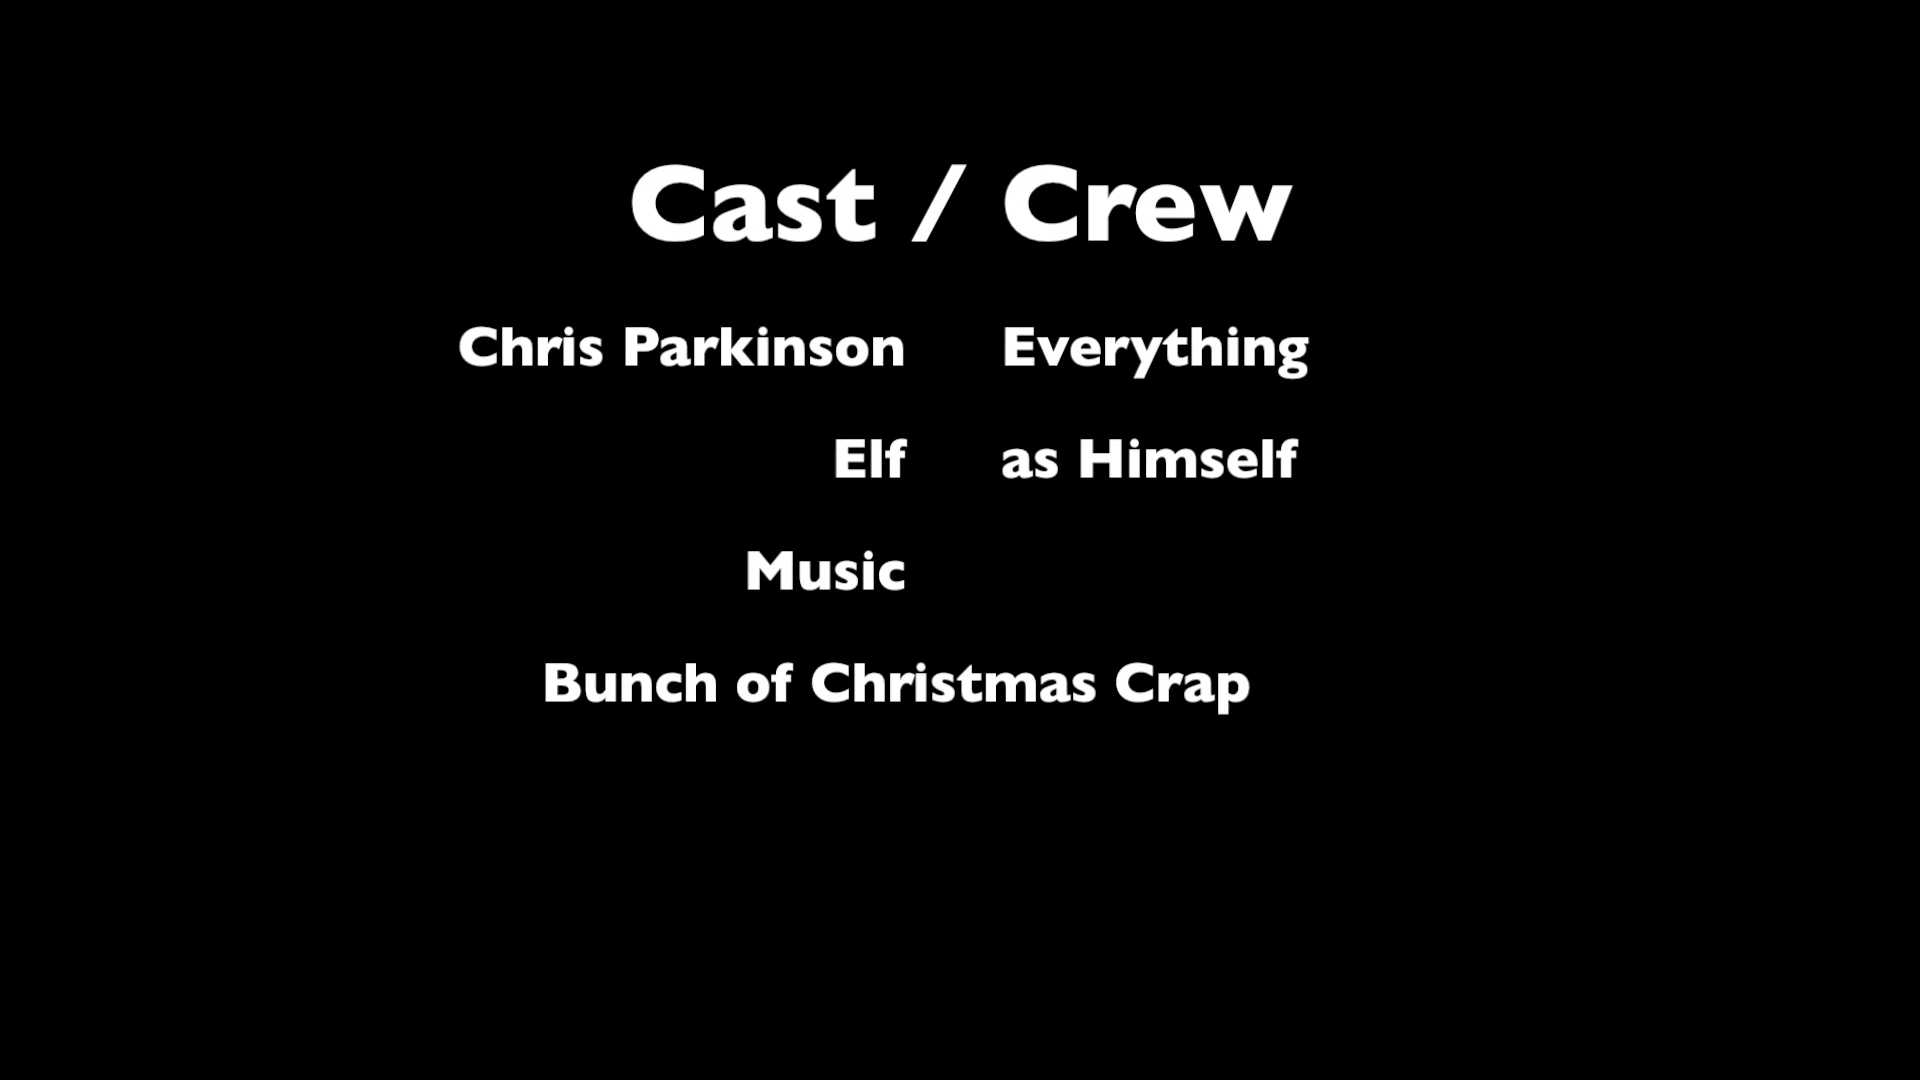 Cast / Crew
Chris Parkinson Everything
Elf as Himself
Music
Bunch of Christmas Crap